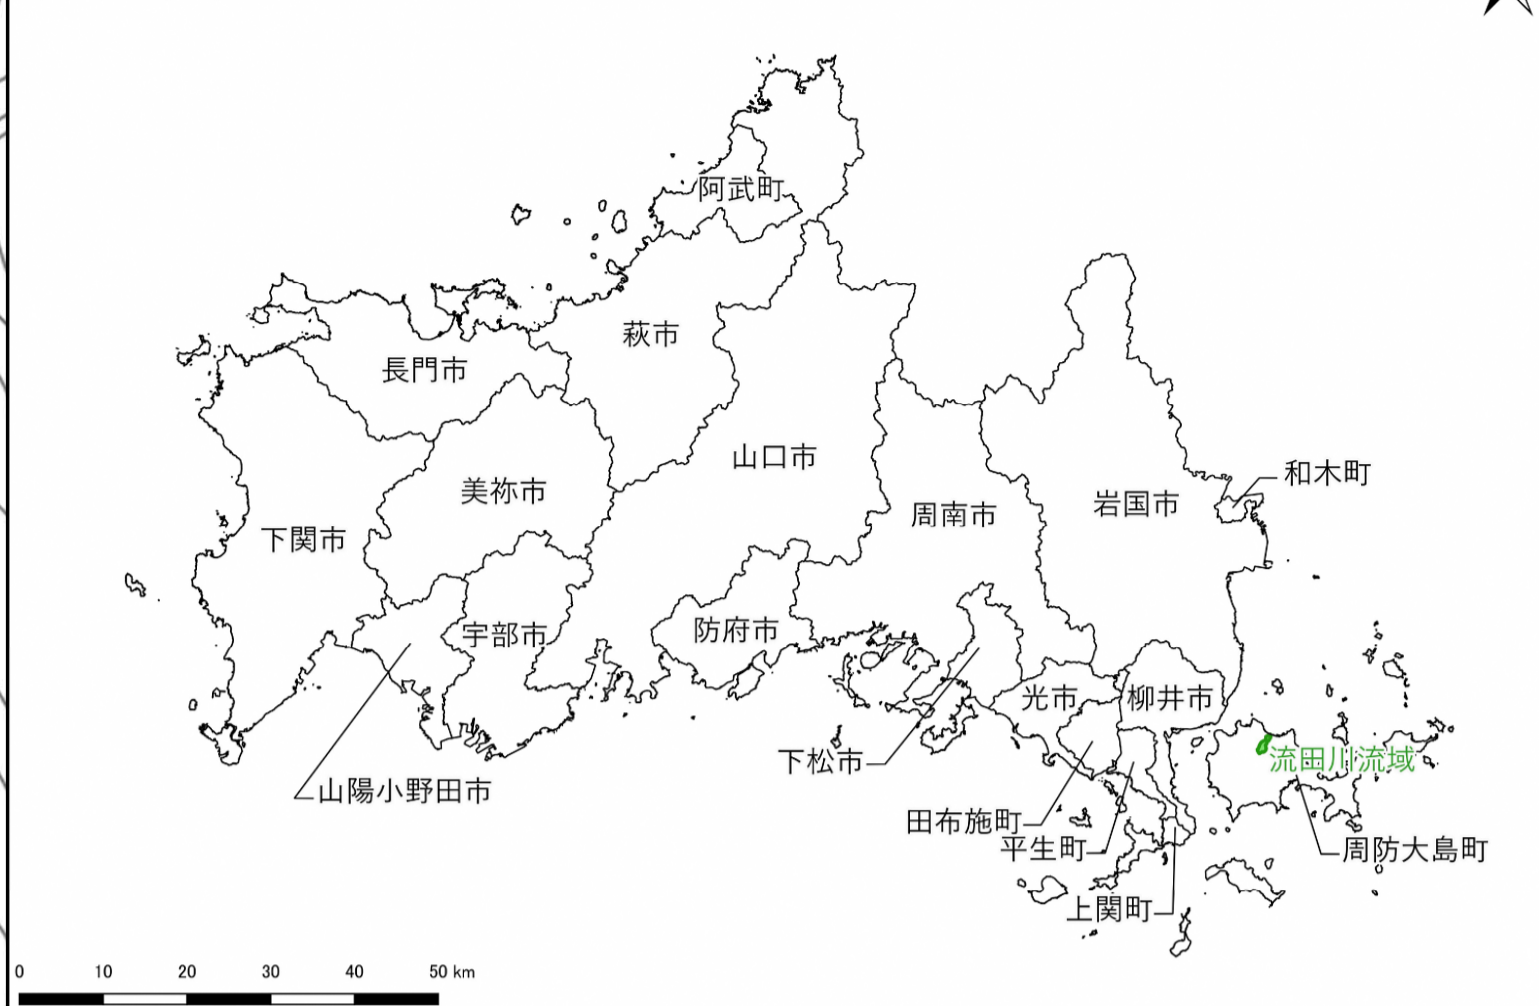 阿武町
萩市
長門市
山口市
和木町
美祢市
岩国市
周南市
下関市
防府市
宇部市
光市
柳井市
下松市
流田川流域
山陽小野田市
田布施町
平生町
周防大島町
上関町
0 10 20 30 40 50 km